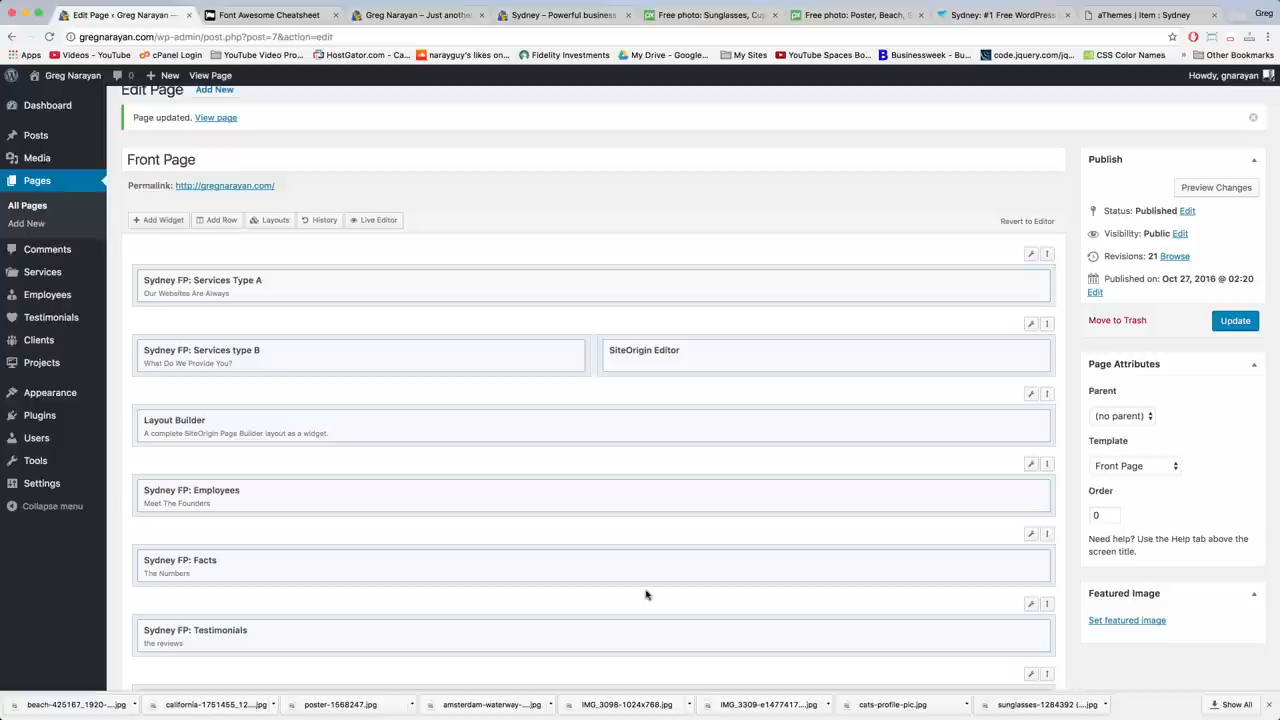 Edit Page ‹ Greg Narayan —
Font Awesome Cheatsheet
Greg Narayan – Just anothe
Sydney – Powerful business
Free photo: Sunglasses, Cup
Free photo: Poster, Beach, S
Sydney: #1 Free WordPress
aThemes | Item : Sydney
Greg
gregnarayan.com/wp-admin/post.php?post=7&action=edit
Apps
Videos - YouTube
cPanel Login
YouTube Video Pro...
HostGator.com - Ca...
narayguy's likes on...
Fidelity Investments
My Drive - Google...
My Sites
YouTube Spaces Bo...
Businessweek - Bu...
code.jquery.com/jq...
CSS Color Names
Other Bookmarks
Greg Narayan 0 New View Page
Howdy, gnarayan
Dashboard
Posts
Media
Pages
All Pages
Add New
Comments
Services
Employees
Testimonials
Clients
Projects
Appearance
Plugins
Users
Tools
Settings
Collapse menu
Edit Page Add New
Page updated. View page
Front Page
Permalink: http://gregnarayan.com/
Add Widget Add Row Layouts History Live Editor
Revert to Editor
Sydney FP: Services Type A
Our Websites Are Always
Sydney FP: Services type B
What Do We Provide You?
SiteOrigin Editor
Layout Builder
A complete SiteOrigin Page Builder layout as a widget.
Sydney FP: Employees
Meet The Founders
Sydney FP: Facts
The Numbers
Sydney FP: Testimonials
the reviews
Publish
Preview Changes
Status: Published Edit
Visibility: Public Edit
Revisions: 21 Browse
Published on: Oct 27, 2016 @ 02:20
Edit
Move to Trash
Update
Page Attributes
Parent
(no parent)
Template
Front Page
Order
0
Need help? Use the Help tab above the
screen title.
Featured Image
Set featured image
beach-425167_1920-...jpg
california-1751455_12...jpg
poster-1568247.jpg
amsterdam-waterway-...jpg
IMG_3098-1024x768.jpg
IMG_3309-e1477417...jpg
cats-profile-pic.jpg
sunglasses-1284392 (...jpg
Show All